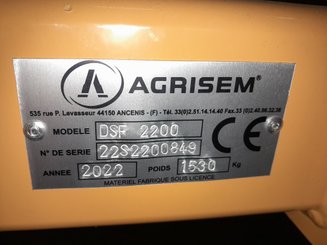 AGRISEM®
535 rue P. Levasseur 44150 ANCENIS - (F) - Tél. 33(0)2.51.14.14.40 Fax.33 (0)2.40.96.32.36
MODELE DSF 2200 CE
N° DE SERIE 22S2200849
ANNEE 2022 POIDS 1530 Kg
MATERIEL FABRIQUE SOUS LICENCE